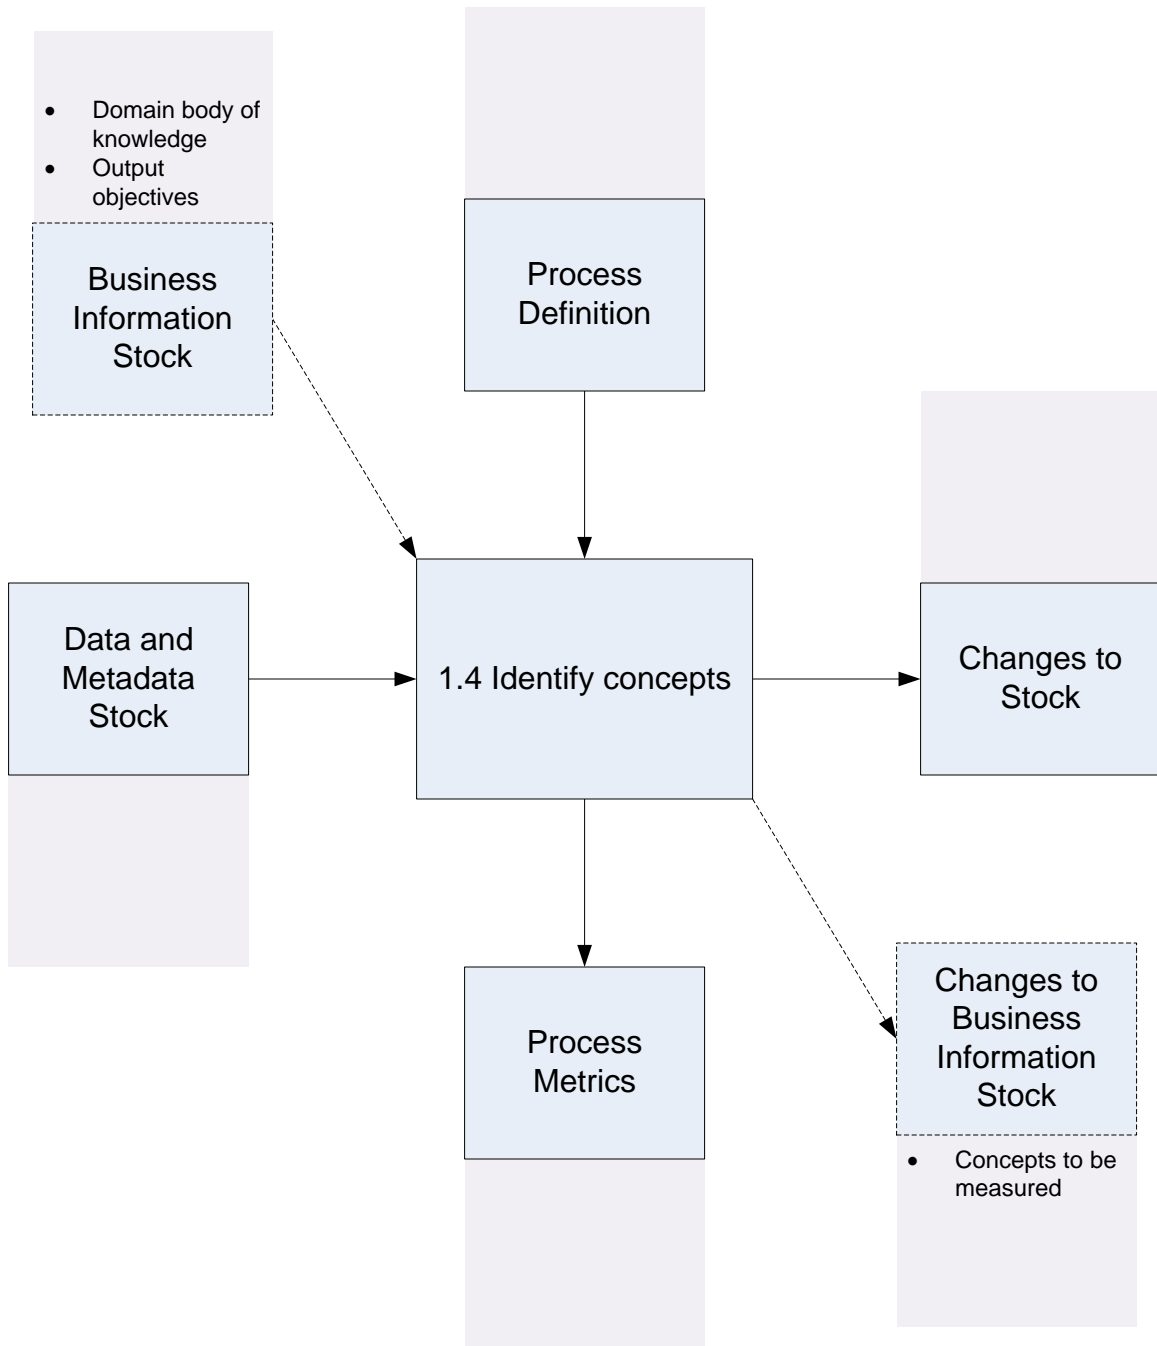 • Domain body of
knowledge
• Output
objectives
Business
Information
Stock
Process
Definition
Data and
Metadata
Stock
1.4 Identify concepts
Changes to
Stock
Process
Metrics
Changes to
Business
Information
Stock
• Concepts to be
measured